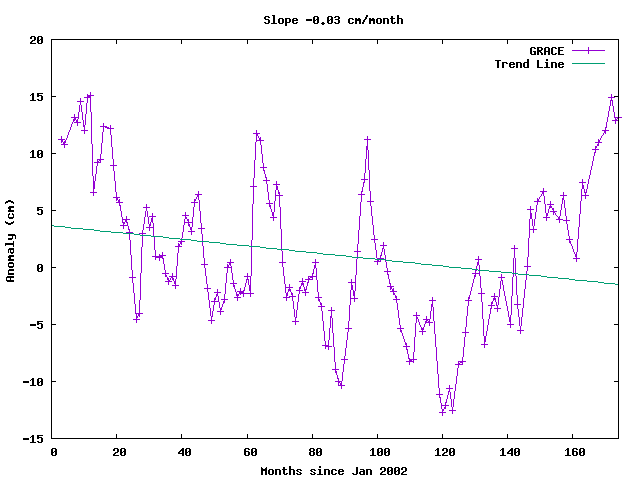 Slope -0.03 cm/month
20
15
10
5
0
-5
-10
-15
Anomaly (cm)
GRACE
Trend Line
0 20 40 60 80 100 120 140 160
Months since Jan 2002